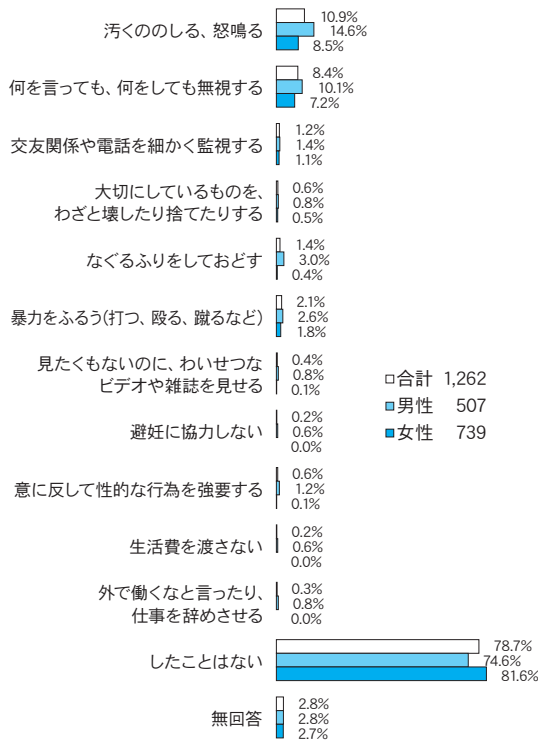 汚くののしる、怒鳴る
10.9%
14.6%
8.5%
何を言っても、何をしても無視する
8.4%
10.1%
7.2%
交友関係や電話を細かく監視する
1.2%
1.4%
1.1%
大切にしているものを、
わざと壊したり捨てたりする
0.6%
0.8%
0.5%
なぐるふりをしておどす
1.4%
3.0%
0.4%
暴力をふるう(打つ、殴る、蹴るなど)
2.1%
2.6%
1.8%
見たくもないのに、わいせつな
ビデオや雑誌を見せる
0.4%
0.8%
0.1%
避妊に協力しない
0.2%
0.6%
0.0%
意に反して性的な行為を強要する
0.6%
1.2%
0.1%
生活費を渡さない
0.2%
0.6%
0.0%
外で働くなと言ったり、
仕事を辞めさせる
0.3%
0.8%
0.0%
したことはない
78.7%
74.6%
81.6%
無回答
2.8%
2.8%
2.7%
合計 1,262
男性 507
女性 739